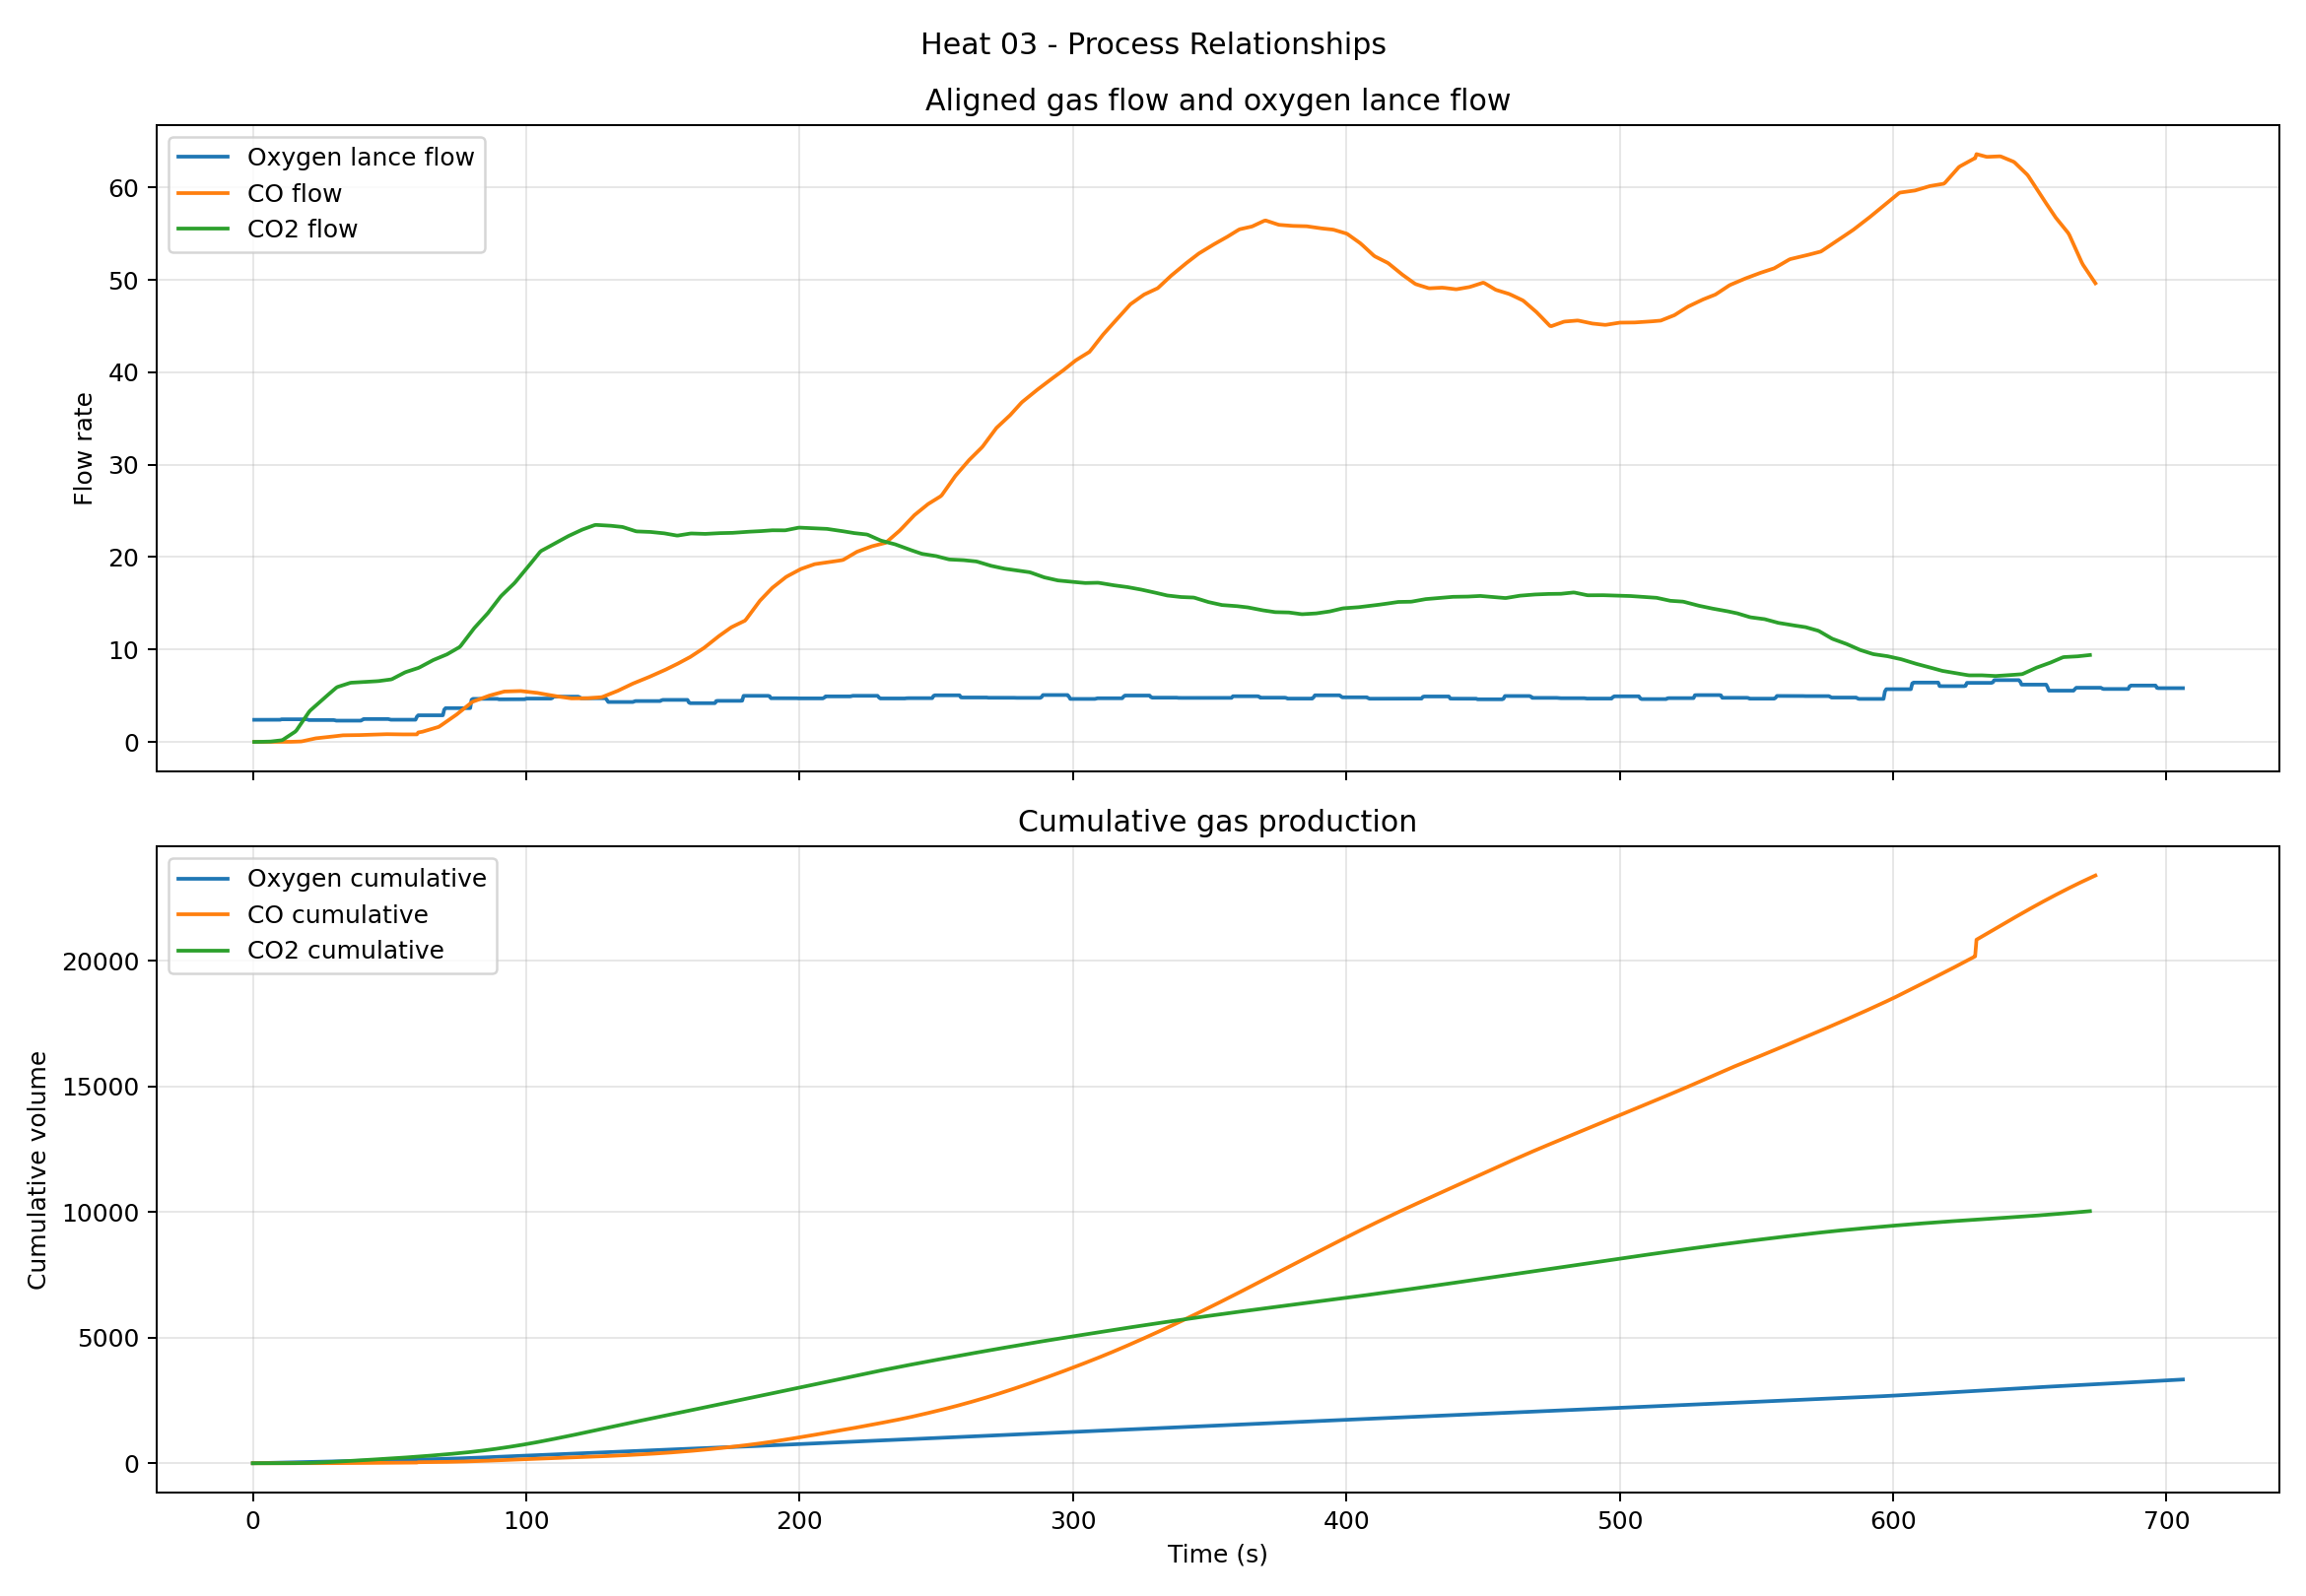 Heat 03 - Process Relationships
Aligned gas flow and oxygen lance flow
Oxygen lance flow
CO flow
CO2 flow
Flow rate
60
50
40
30
20
10
0
Cumulative gas production
Oxygen cumulative
CO cumulative
CO2 cumulative
Cumulative volume
20000
15000
10000
5000
0
0 100 200 300 400 500 600 700
Time (s)